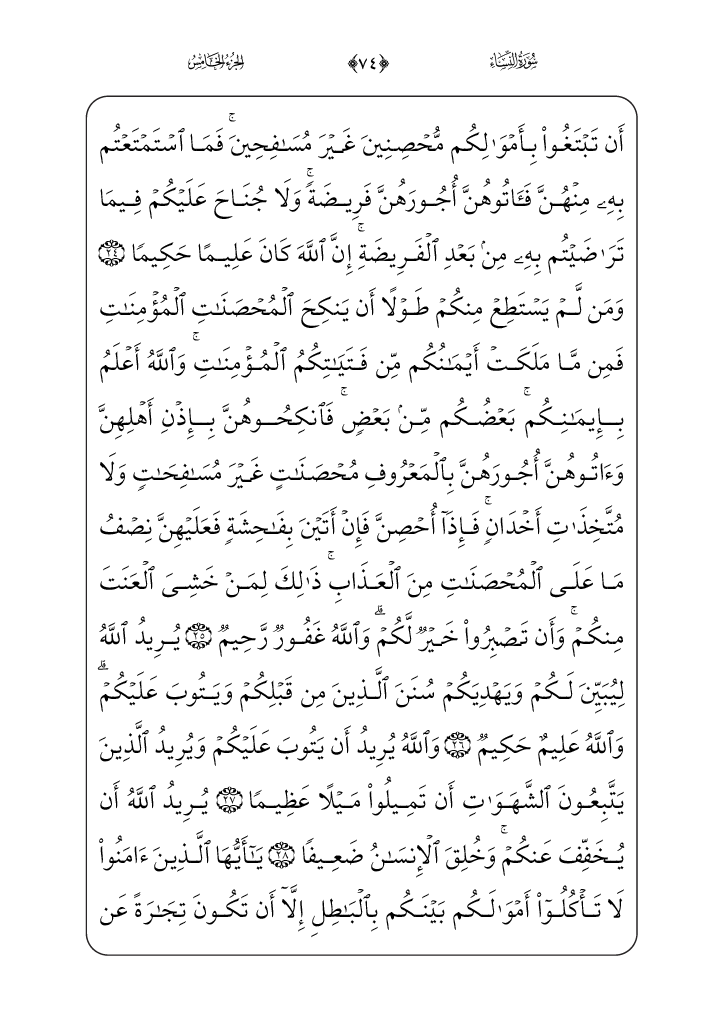 سُورَةُ النِّسَاءِ ﴿٧٤﴾ الجُزءُ الخَامِسُ
أَن تَبۡتَغُواْ بِأَمۡوَٰلِكُم مُّحۡصِنِينَ غَيۡرَ مُسَٰفِحِينَۚ فَمَا ٱسۡتَمۡتَعۡتُم
بِهِۦ مِنۡهُنَّ فَـَٔاتُوهُنَّ أُجُورَهُنَّ فَرِيضَةٗۚ وَلَا جُنَاحَ عَلَيۡكُمۡ فِيمَا
تَرَٰضَيۡتُم بِهِۦ مِنۢ بَعۡدِ ٱلۡفَرِيضَةِۚ إِنَّ ٱللَّهَ كَانَ عَلِيمًا حَكِيمٗا ٢٤
وَمَن لَّمۡ يَسۡتَطِعۡ مِنكُمۡ طَوۡلًا أَن يَنكِحَ ٱلۡمُحۡصَنَٰتِ ٱلۡمُؤۡمِنَٰتِ
فَمِن مَّا مَلَكَتۡ أَيۡمَٰنُكُم مِّن فَتَيَٰتِكُمُ ٱلۡمُؤۡمِنَٰتِۚ وَٱللَّهُ أَعۡلَمُ
بِإِيمَٰنِكُمۚ بَعۡضُكُم مِّنۢ بَعۡضٖۚ فَٱنكِحُوهُنَّ بِإِذۡنِ أَهۡلِهِنَّ
وَءَاتُوهُنَّ أُجُورَهُنَّ بِٱلۡمَعۡرُوفِ مُحۡصَنَٰتٍ غَيۡرَ مُسَٰفِحَٰتٖ وَلَا
مُتَّخِذَٰتِ أَخۡدَانٖۚ فَإِذَآ أُحۡصِنَّ فَإِنۡ أَتَيۡنَ بِفَٰحِشَةٖ فَعَلَيۡهِنَّ نِصۡفُ
مَا عَلَى ٱلۡمُحۡصَنَٰتِ مِنَ ٱلۡعَذَابِۚ ذَٰلِكَ لِمَنۡ خَشِيَ ٱلۡعَنَتَ
مِنكُمۡۚ وَأَن تَصۡبِرُواْ خَيۡرٞ لَّكُمۡۗ وَٱللَّهُ غَفُورٞ رَّحِيمٞ ٢٥ يُرِيدُ ٱللَّهُ
لِيُبَيِّنَ لَكُمۡ وَيَهۡدِيَكُمۡ سُنَنَ ٱلَّذِينَ مِن قَبۡلِكُمۡ وَيَتُوبَ عَلَيۡكُمۡۗ
وَٱللَّهُ عَلِيمٌ حَكِيمٞ ٢٦ وَٱللَّهُ يُرِيدُ أَن يَتُوبَ عَلَيۡكُمۡ وَيُرِيدُ ٱلَّذِينَ
يَتَّبِعُونَ ٱلشَّهَوَٰتِ أَن تَمِيلُواْ مَيۡلًا عَظِيمٗا ٢٧ يُرِيدُ ٱللَّهُ أَن
يُخَفِّفَ عَنكُمۡۚ وَخُلِقَ ٱلۡإِنسَٰنُ ضَعِيفٗا ٢٨ يَٰٓأَيُّهَا ٱلَّذِينَ ءَامَنُواْ
لَا تَأۡكُلُوٓاْ أَمۡوَٰلَكُم بَيۡنَكُم بِٱلۡبَٰطِلِ إِلَّآ أَن تَكُونَ تِجَٰرَةً عَن